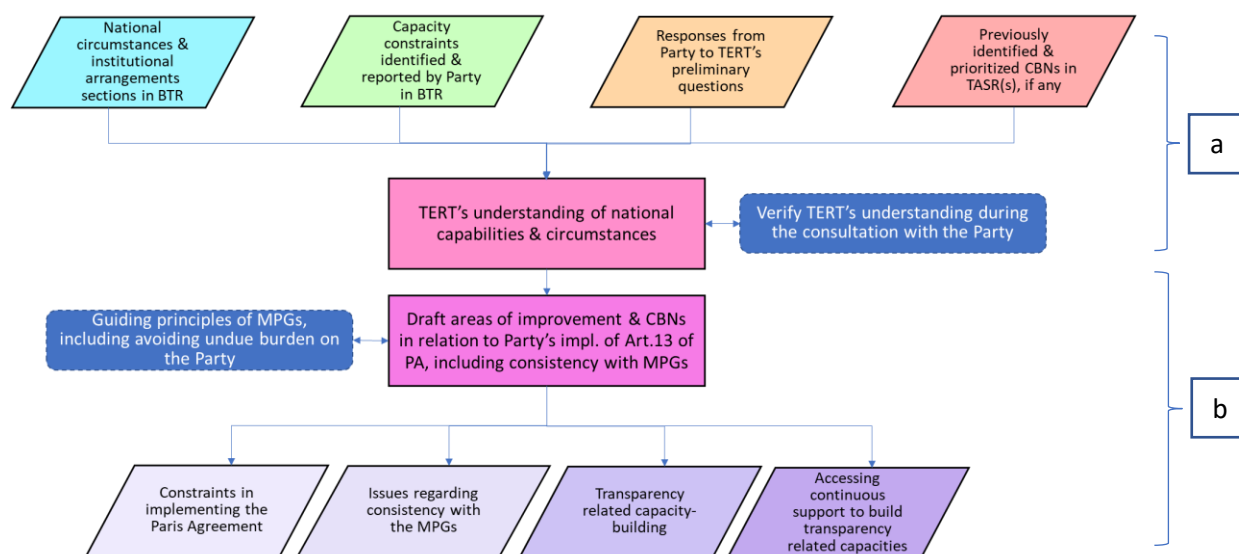 National
circumstances &
institutional
arrangements
sections in BTR
Capacity
constraints
identified &
reported by Party
in BTR
Responses from
Party to TERT's
preliminary
questions
Previously
identified &
prioritized CBNs in
TASR(s), if any
a
TERT's understanding of national
capabilities & circumstances
Verify TERT's understanding during
the consultation with the Party
Guiding principles of MPGs,
including avoiding undue burden on
the Party
Draft areas of improvement & CBNs
in relation to Party's impl. of Art.13 of
PA, including consistency with MPGs
b
Constraints in
implementing the
Paris Agreement
Issues regarding
consistency with
the MPGs
Transparency
related capacity-
building
Accessing
continuous
support to build
transparency
related capacities